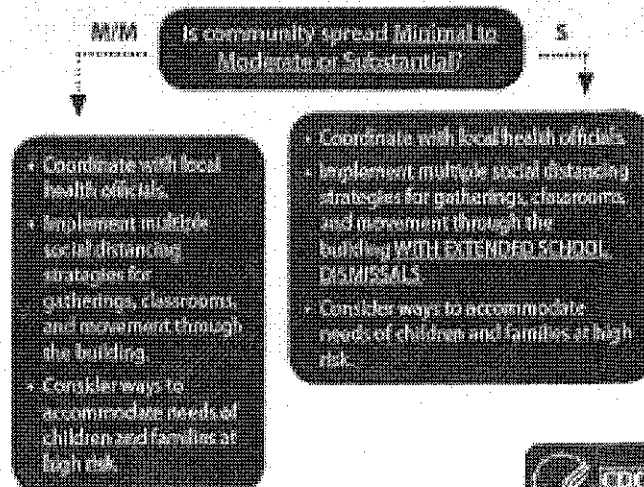 M/M
Is community spread Minimal to
Moderate or Substantial?
S
• Coordinate with local
health officials.
• Implement multiple
social distancing
strategies for
gatherings, classrooms,
and movement through
the building.
• Consider ways to
accommodate needs of
children and families at
high risk.
• Coordinate with local health officials.
• Implement multiple social distancing
strategies for gatherings, classrooms,
and movement through the
building WITH EXTENDED SCHOOL
DISMISSALS.
• Consider ways to accommodate
needs of children and families at high
risk.